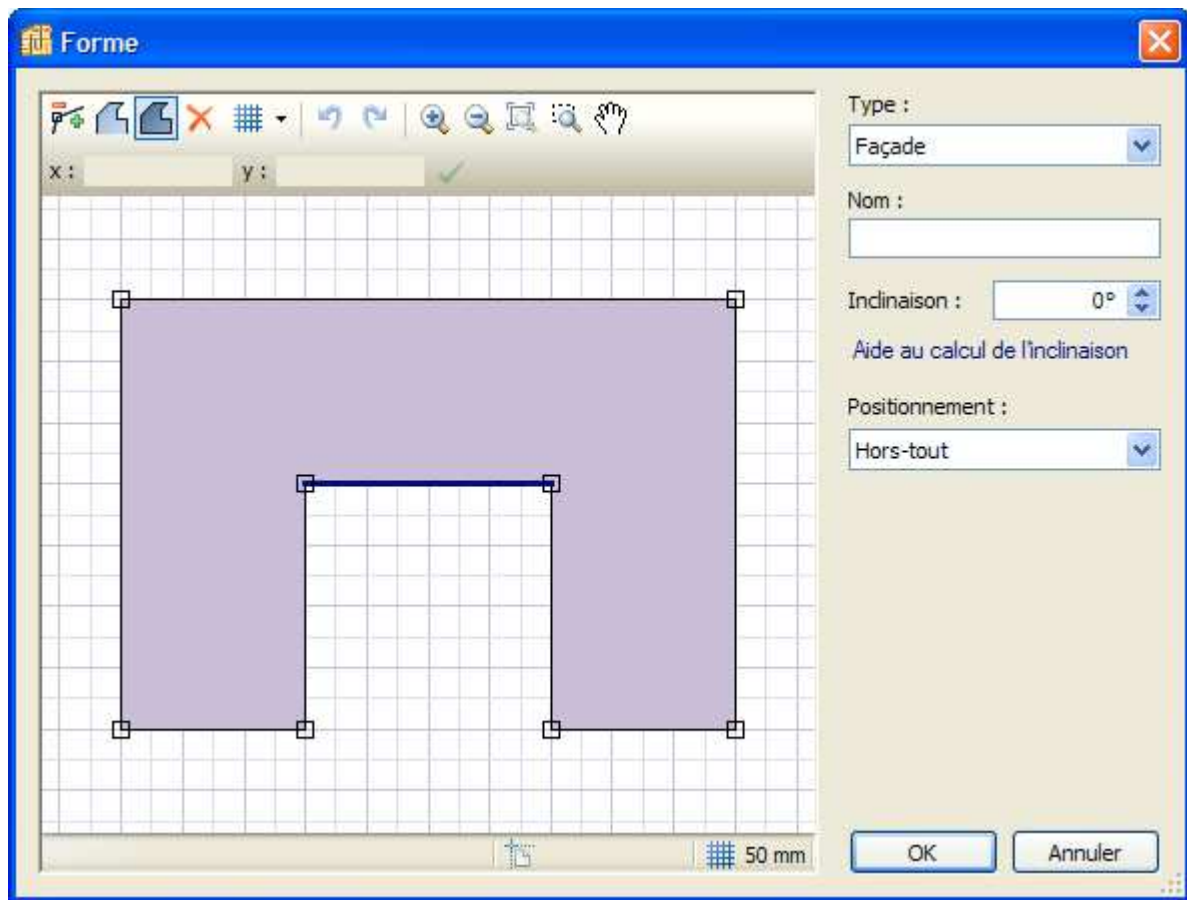 Forme
x :
y :
50 mm
Type :
Façade
Nom :
Inclinaison :
0°
Aide au calcul de l'inclinaison
Positionnement :
Hors-tout
OK
Annuler